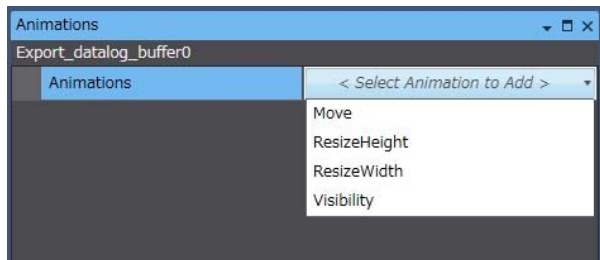 Animations
Export_datalog_buffer0
Animations < Select Animation to Add >
Move
ResizeHeight
ResizeWidth
Visibility